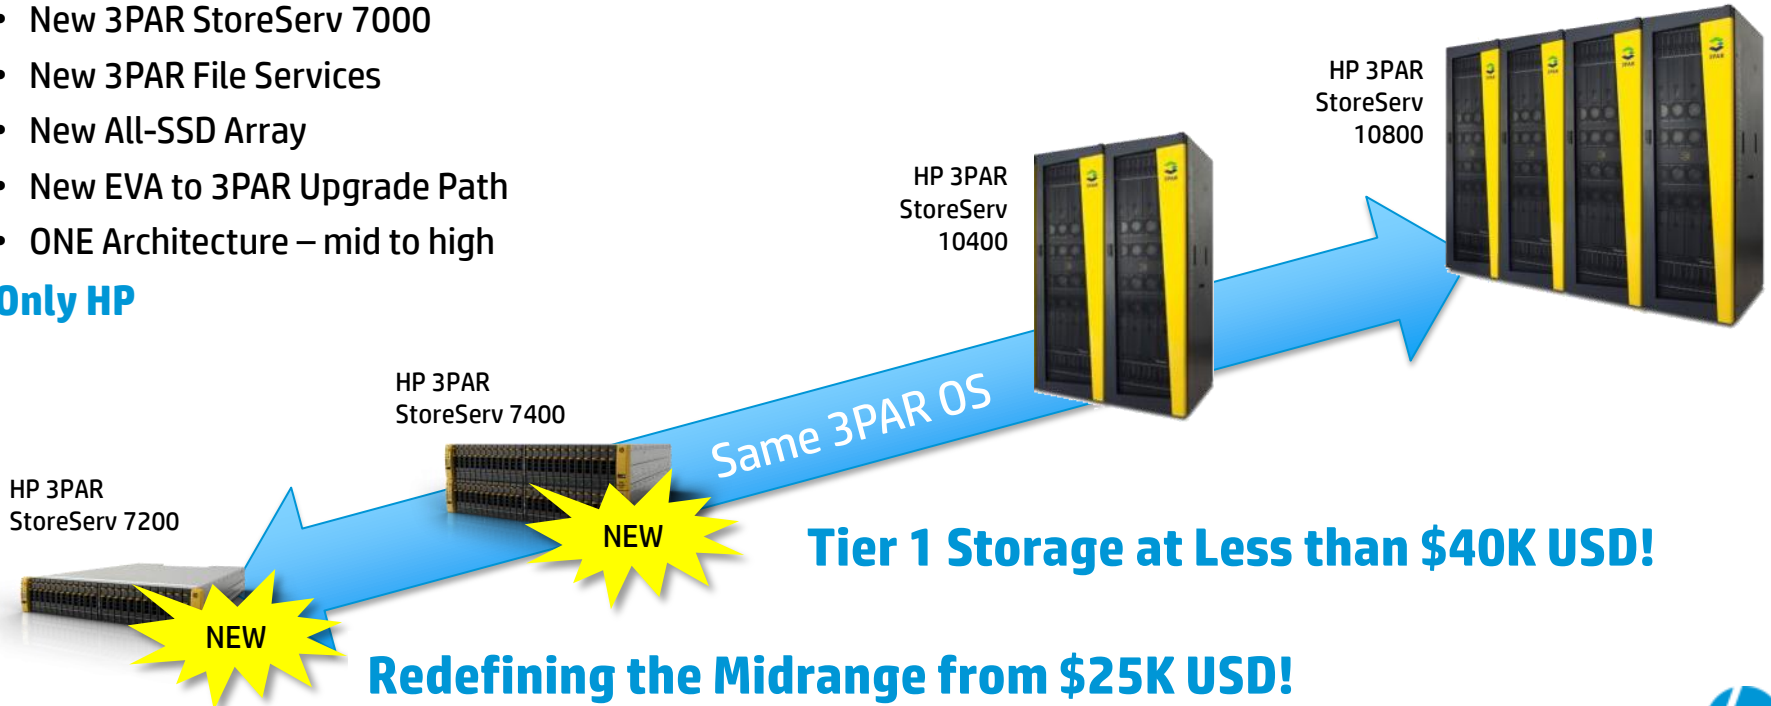 • New 3PAR StoreServ 7000
• New 3PAR File Services
• New All-SSD Array
• New EVA to 3PAR Upgrade Path
• ONE Architecture – mid to high
Only HP
HP 3PAR
StoreServ
10800
HP 3PAR
StoreServ
10400
HP 3PAR
StoreServ 7400
Same 3PAR OS
HP 3PAR
StoreServ 7200
NEW
Tier 1 Storage at Less than $40K USD!
NEW
Redefining the Midrange from $25K USD!